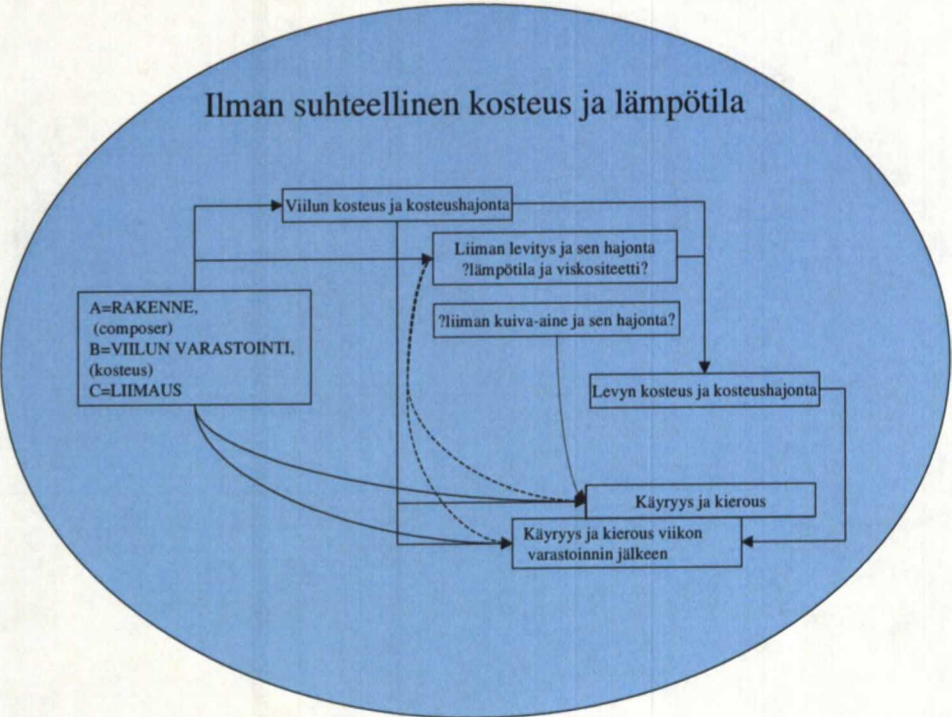 Ilman suhteellinen kosteus ja lämpötila
Viilun kosteus ja kosteushajonta
Liiman levitys ja sen hajonta
?lämpötila ja viskositeetti?
A=RAKENNE,
(composer)
B=VIILUN VARASTOINTI,
(kosteus)
C=LIIMAUS
?liiman kuiva-aine ja sen hajonta?
Levyn kosteus ja kosteushajonta
Käyryys ja kierous
Käyryys ja kierous viikon
varastoinnin jälkeen